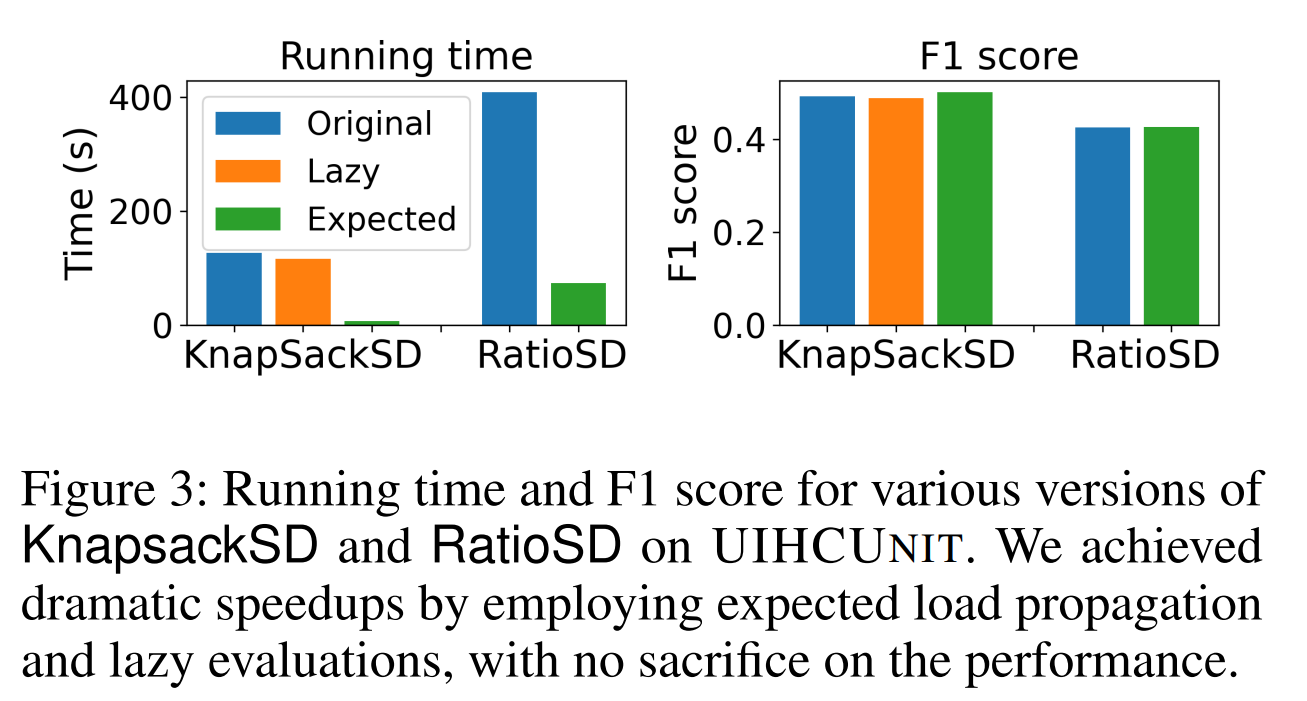 Running time
F1 score
400
200
0
Time (s)
Original
Lazy
Expected
KnapSackSD
RatioSD
0.4
0.2
0.0
F1 score
KnapSackSD
RatioSD
Figure 3: Running time and F1 score for various versions of
KnapsackSD and RatioSD on UIHCUNIT. We achieved
dramatic speedups by employing expected load propagation
and lazy evaluations, with no sacrifice on the performance.